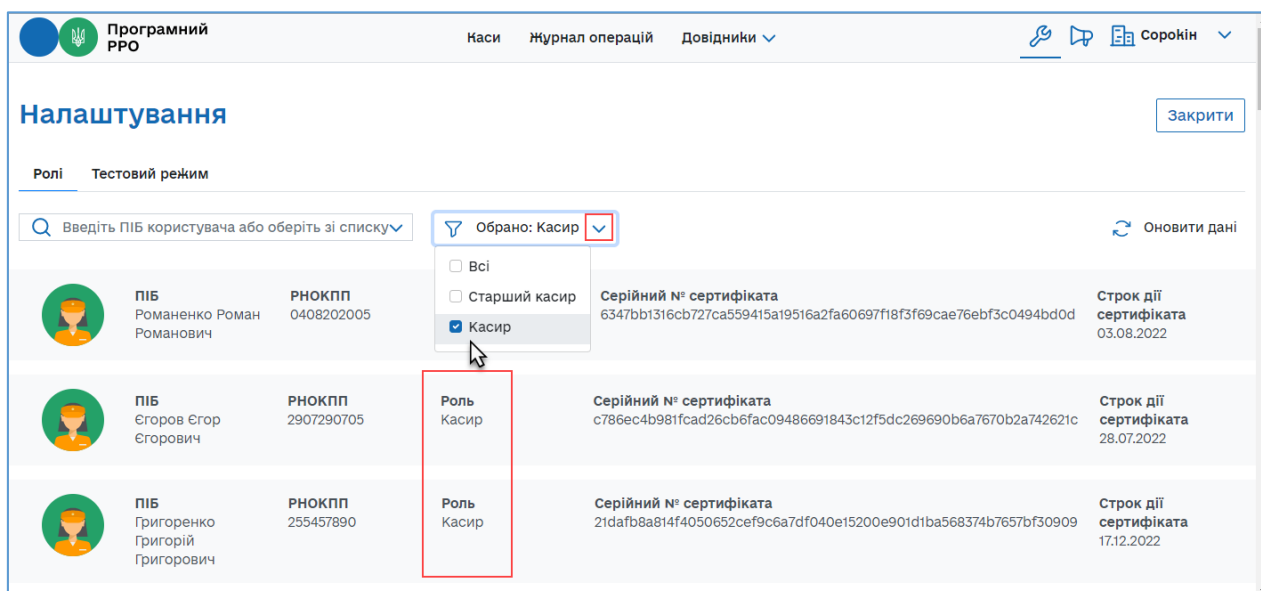 Програмний
РРО
Каси Журнал операцій Довідники Сорокін
Налаштування
Закрити
Ролі Тестовий режим
Введіть ПІБ користувача або оберіть зі списку
Обрано: Касир
Оновити дані
Всі
Старший касир
Касир
ПІБ РНОКПП Серійний № сертифіката Строк дії
Романенко Роман 0408202005 6347bb1316cb727ca559415a19516a2fa60697f18f3f69cae76ebf3c0494bd0d сертифіката
Романович 03.08.2022
ПІБ РНОКПП Роль Серійний № сертифіката Строк дії
Єгоров Єгор 2907290705 Касир c786ec4b981fcad26cb6fac09486691843c12f5dc269690b6a7670b2a742621c сертифіката
Єгорович 28.07.2022
ПІБ РНОКПП Роль Серійний № сертифіката Строк дії
Григоренко 255457890 Касир 21dafb8a814f4050652cef9c6a7df040e15200e901d1ba568374b7657bf30909 сертифіката
Григорій 17.12.2022
Григорович